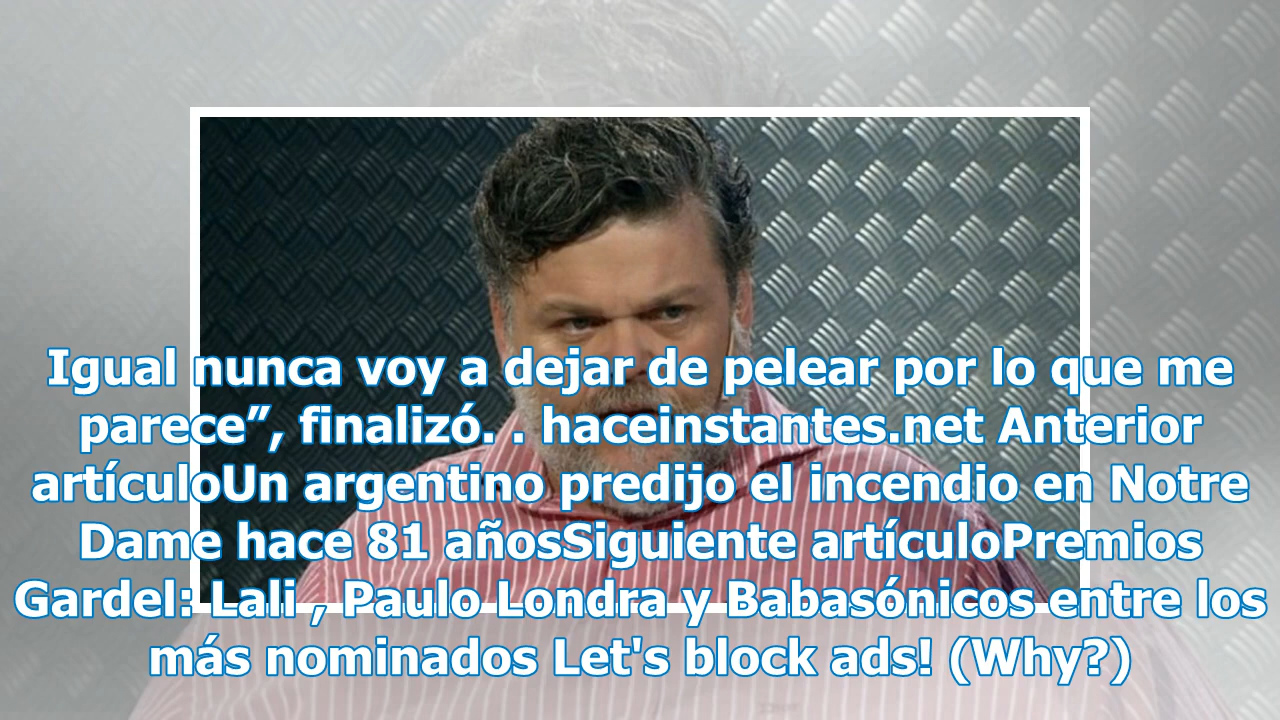 Igual nunca voy a dejar de pelear por lo que me
parece”, finalizó. . haceinstantes.net Anterior
artículoUn argentino predijo el incendio en Notre
Dame hace 81 añosSiguiente artículoPremios
Gardel: Lali , Paulo Londra y Babasónicos entre los
más nominados Let's block ads! (Why?)